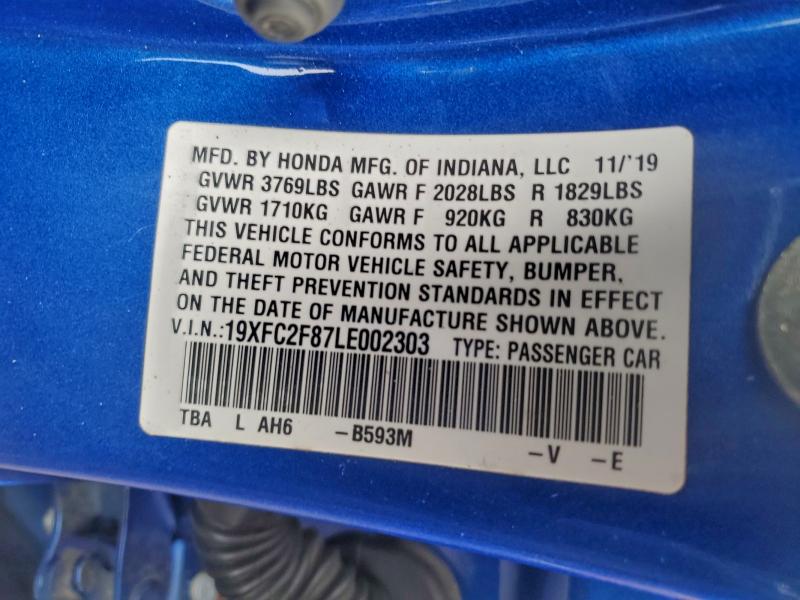 MFD. BY HONDA MFG. OF INDIANA, LLC 11/'19
GVWR 3769LBS GAWR F 2028LBS R 1829LBS
GVWR 1710KG GAWR F 920KG R 830KG
THIS VEHICLE CONFORMS TO ALL APPLICABLE
FEDERAL MOTOR VEHICLE SAFETY, BUMPER,
AND THEFT PREVENTION STANDARDS IN EFFECT
ON THE DATE OF MANUFACTURE SHOWN ABOVE.
V.I.N.:19XFC2F87LE002303 TYPE: PASSENGER CAR
TBA L AH6 -B593M -V -E